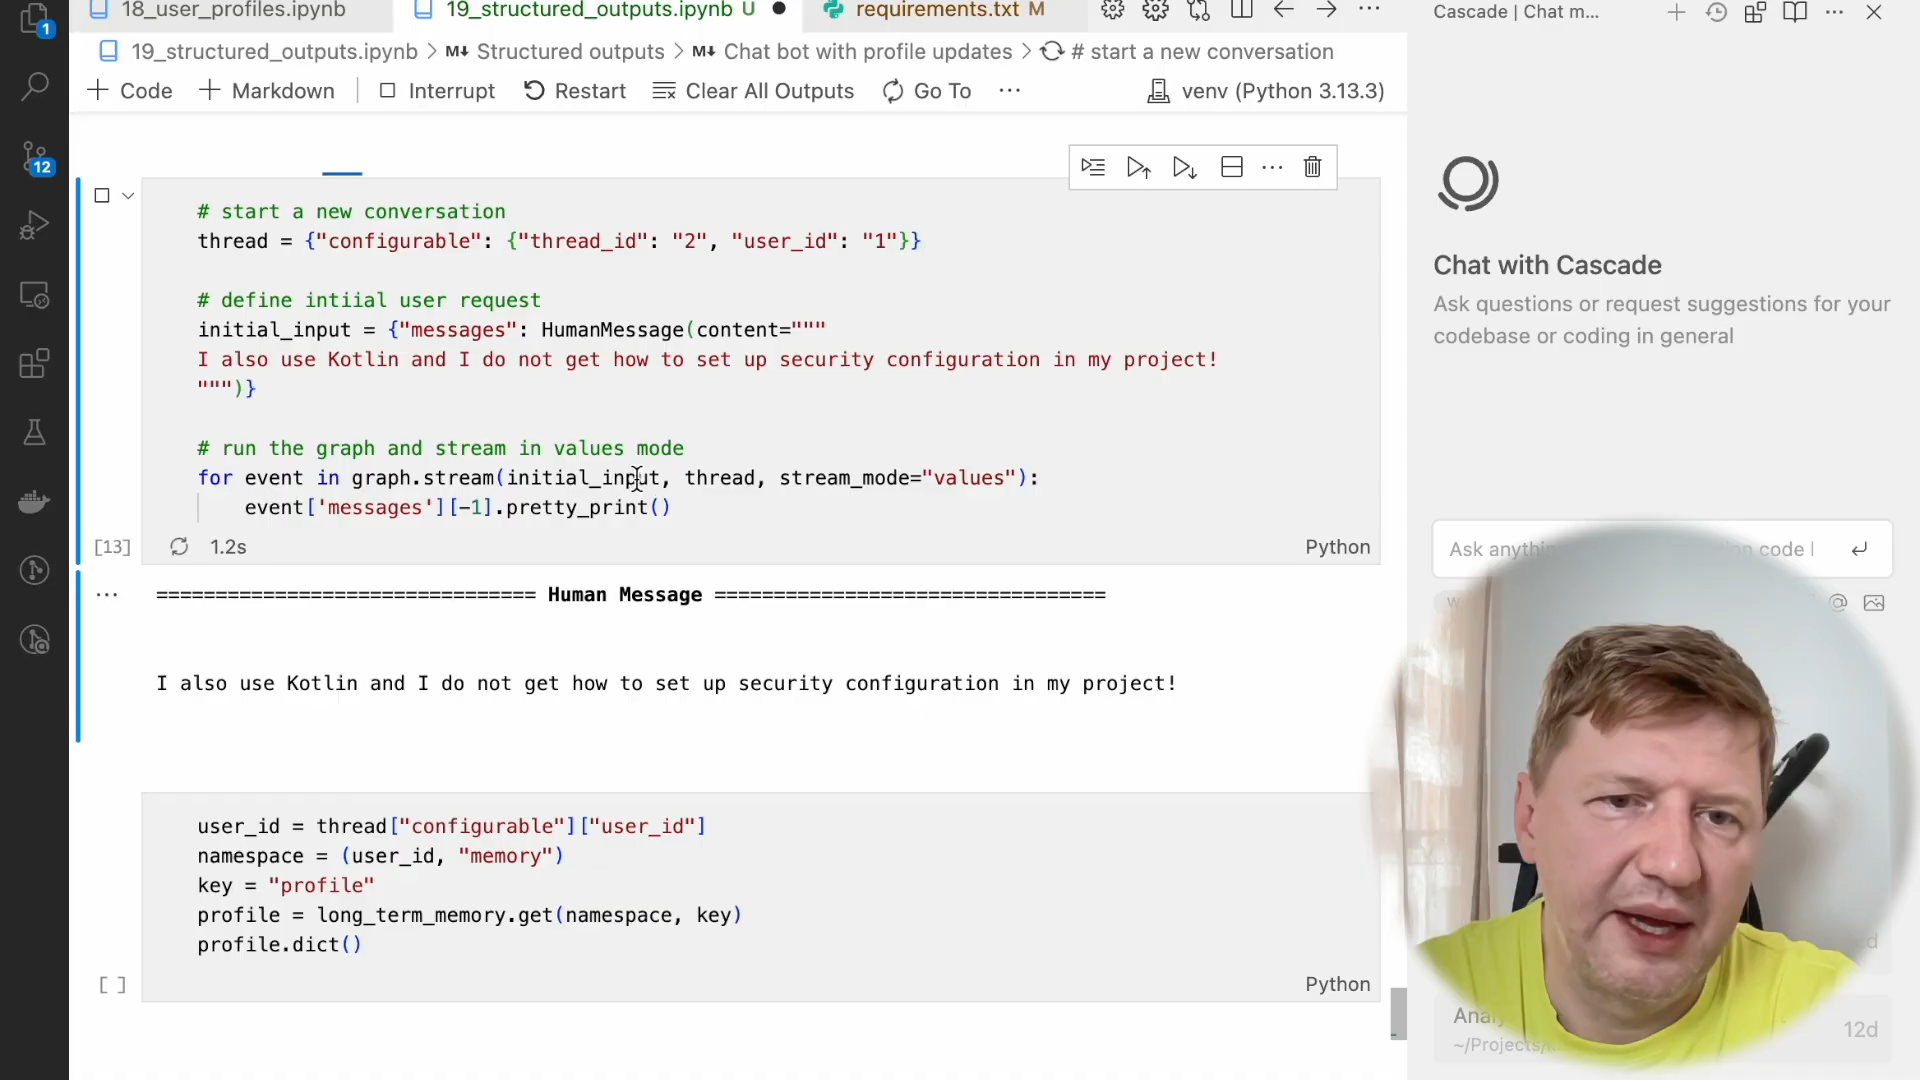 18_user_profiles.ipynb
19_structured_outputs.ipynb U
requirements.txt M
Cascade | Chat m...
1
19_structured_outputs.ipynb > M↓ Structured outputs > M↓ Chat bot with profile updates > # start a new conversation
+ Code + Markdown Interrupt Restart Clear All Outputs Go To ··· venv (Python 3.13.3)
12
# start a new conversation
thread = {"configurable": {"thread_id": "2", "user_id": "1"}}
# define intiial user request
initial_input = {"messages": HumanMessage(content="""
I also use Kotlin and I do not get how to set up security configuration in my project!
""")}
# run the graph and stream in values mode
for event in graph.stream(initial_input, thread, stream_mode="values"):
event['messages'][-1].pretty_print()
[13] 1.2s Python
================================ Human Message =================================
I also use Kotlin and I do not get how to set up security configuration in my project!
user_id = thread["configurable"]["user_id"]
namespace = (user_id, "memory")
key = "profile"
profile = long_term_memory.get(namespace, key)
profile.dict()
[ ] Python
Chat with Cascade
Ask questions or request suggestions for your
codebase or coding in general
Ask code
12d
~/Projects/